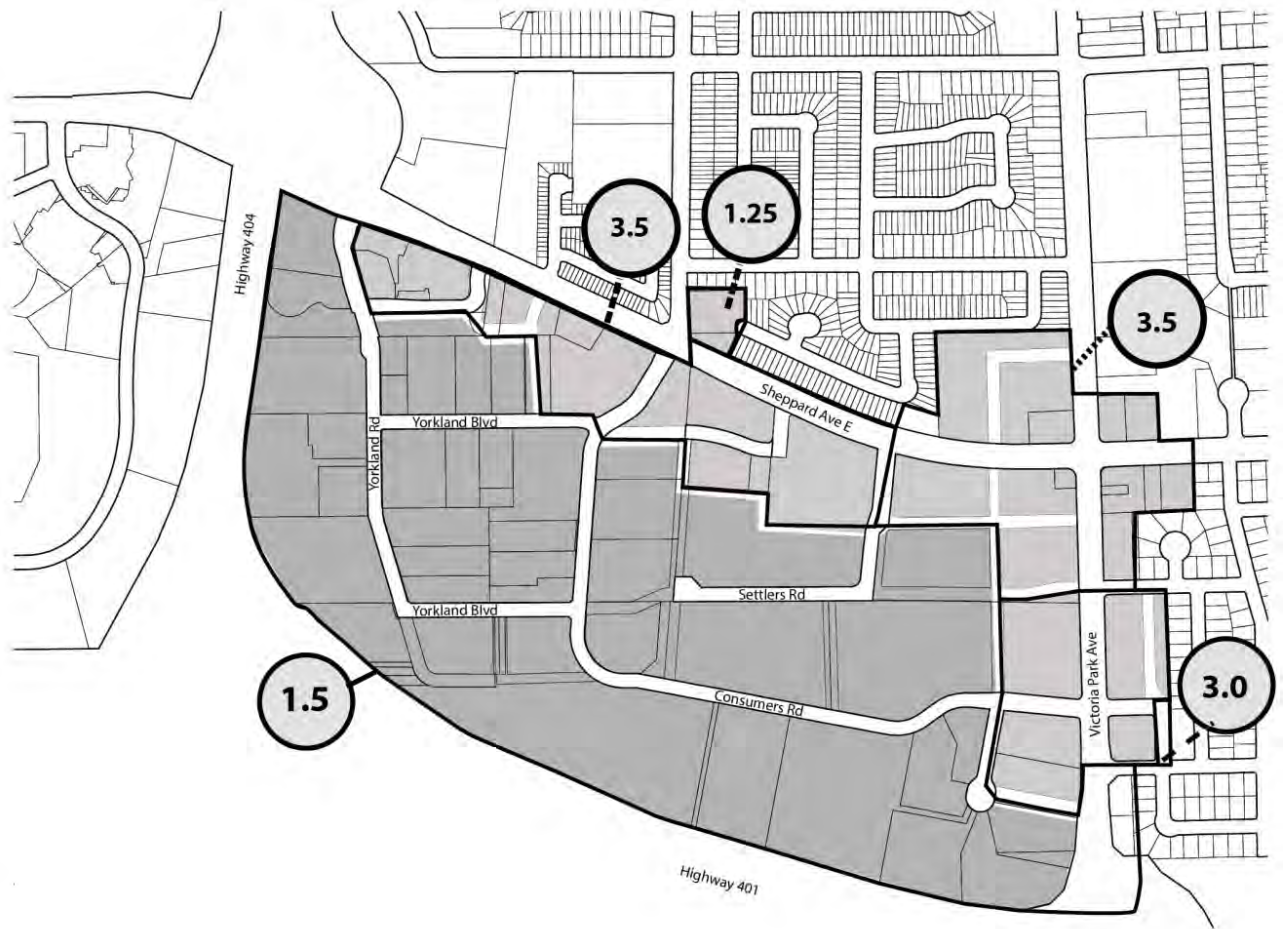 1.25
3.5
Highway 404
3.5
Sheppard Ave E
Yorkland Blvd
Yorkland Rd
Settlers Rd
Yorkland Blvd
Victoria Park Ave
3.0
1.5
Consumers Rd
Highway 401